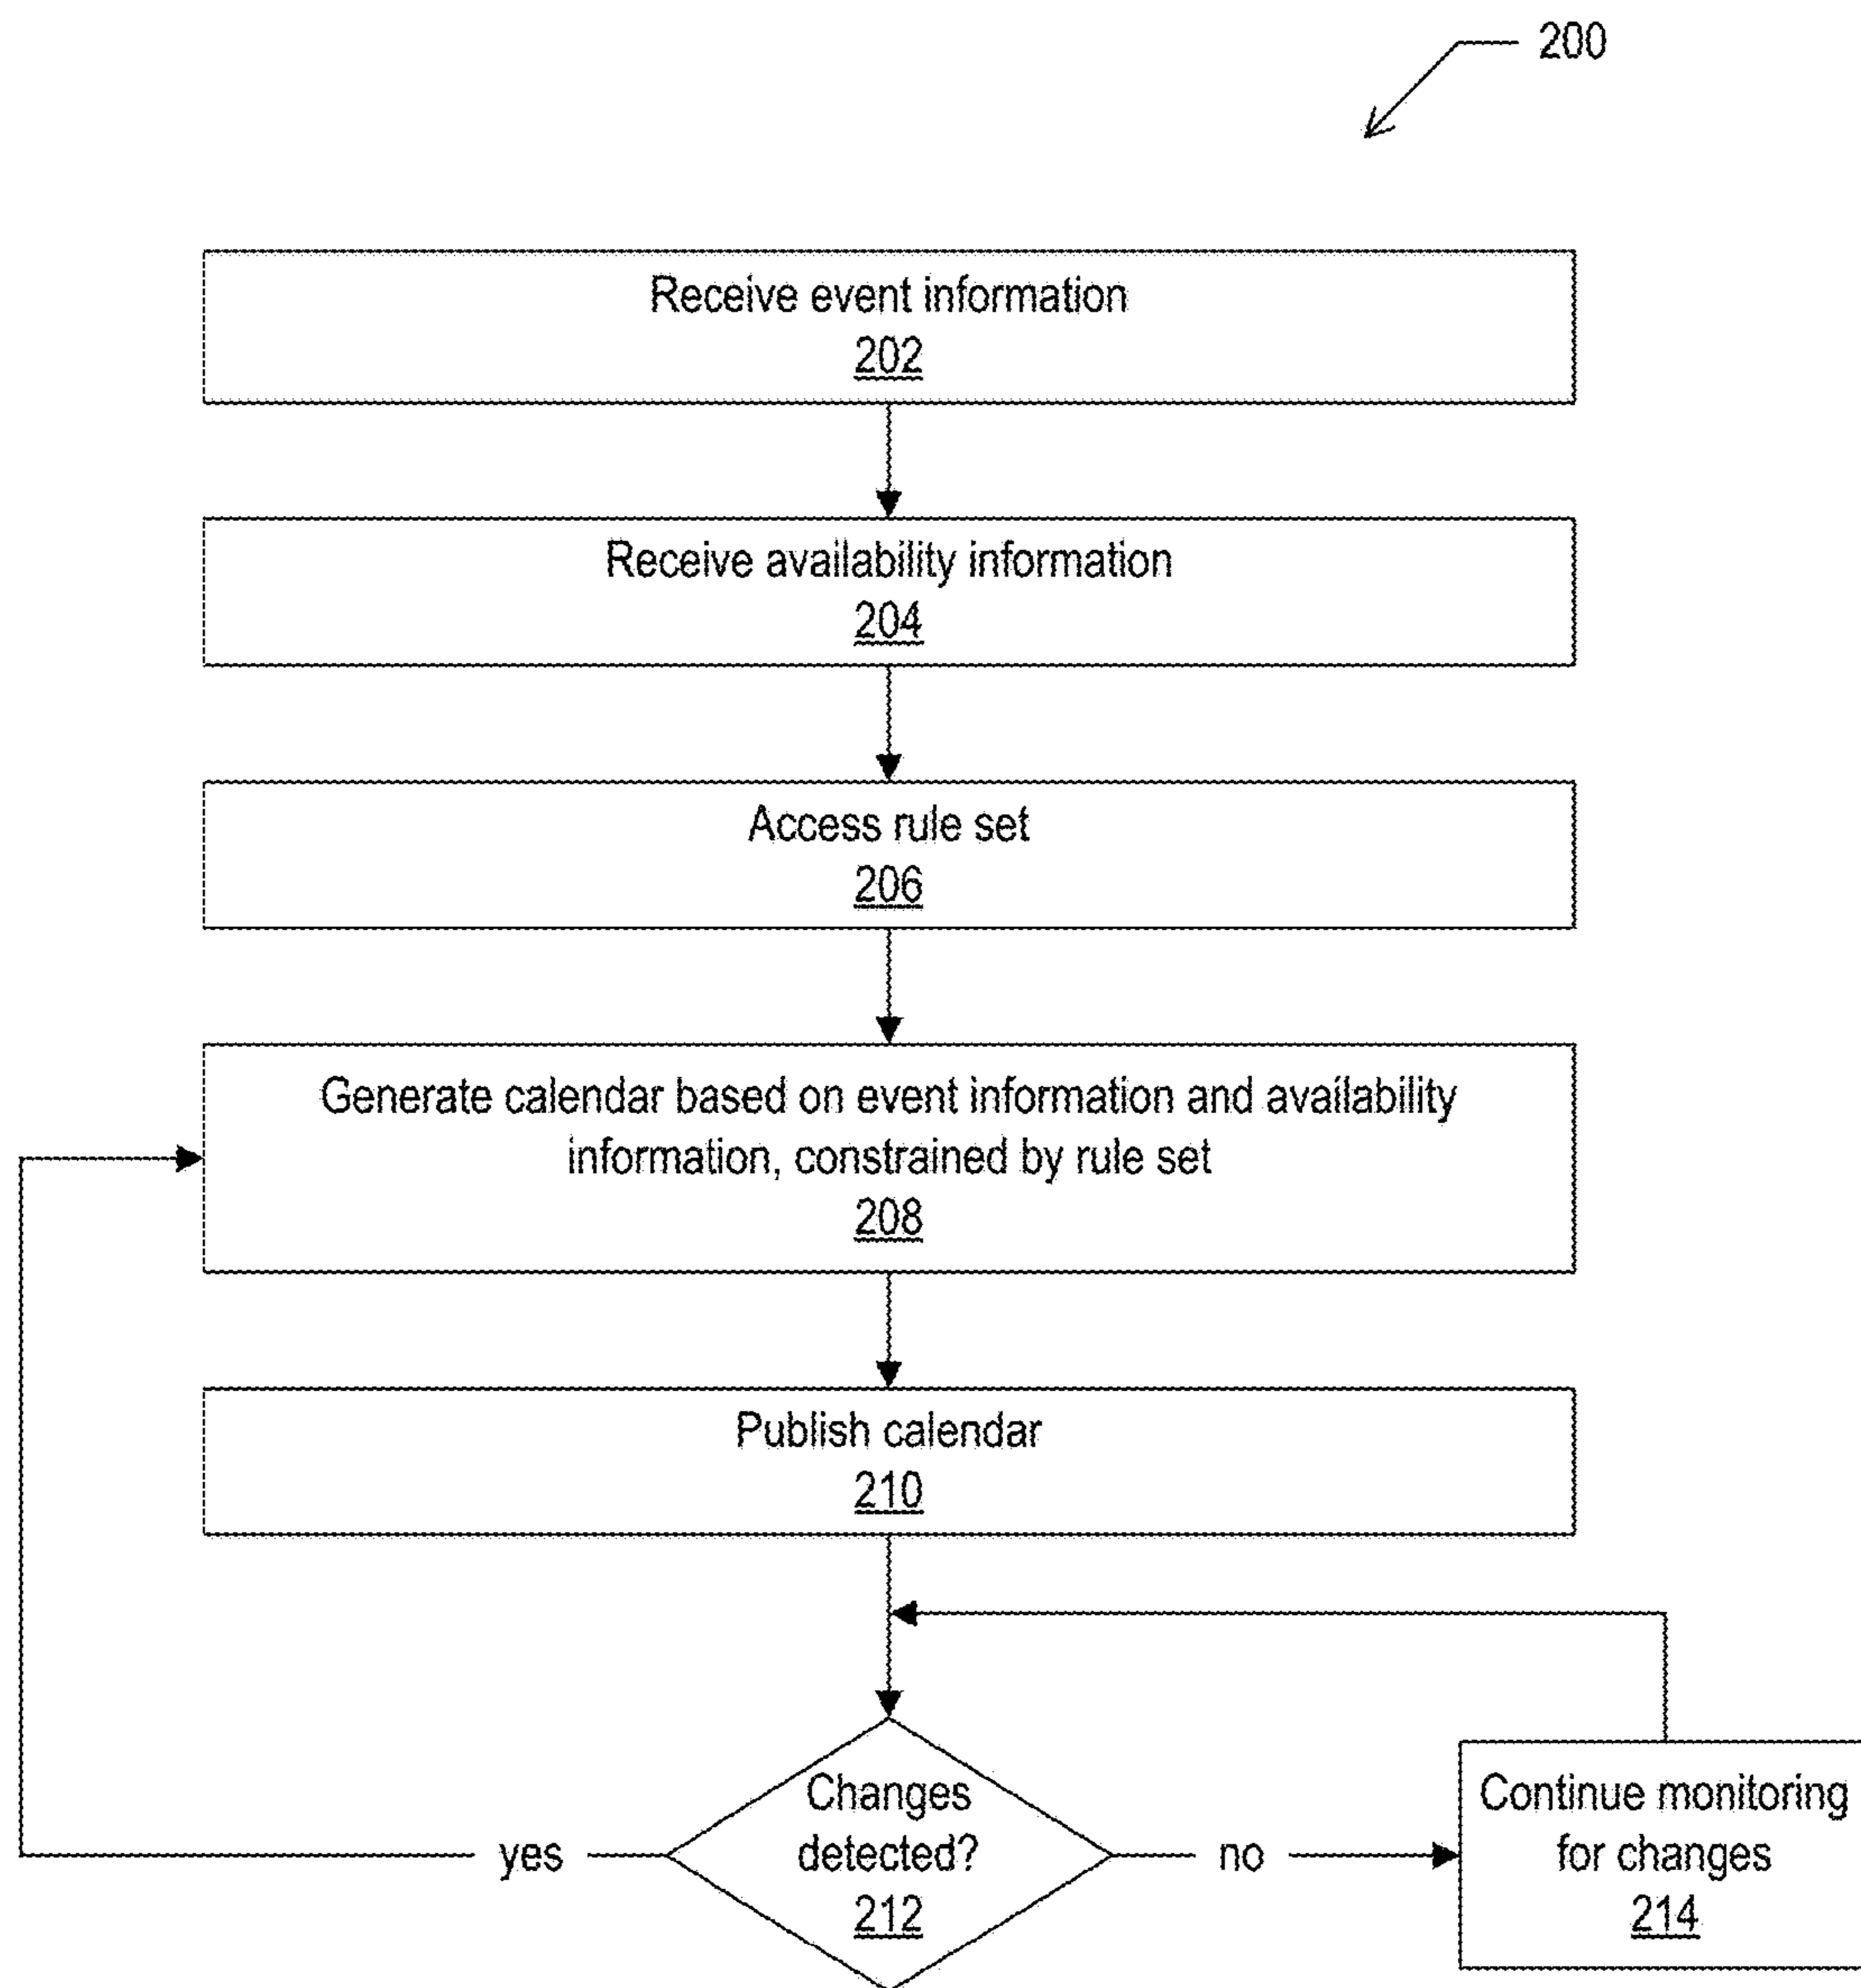 200
Receive event information
202
Receive availability information
204
Access rule set
206
Generate calendar based on event information and availability
information, constrained by rule set
208
Publish calendar
210
Changes
detected?
212
yes
no
Continue monitoring
for changes
214